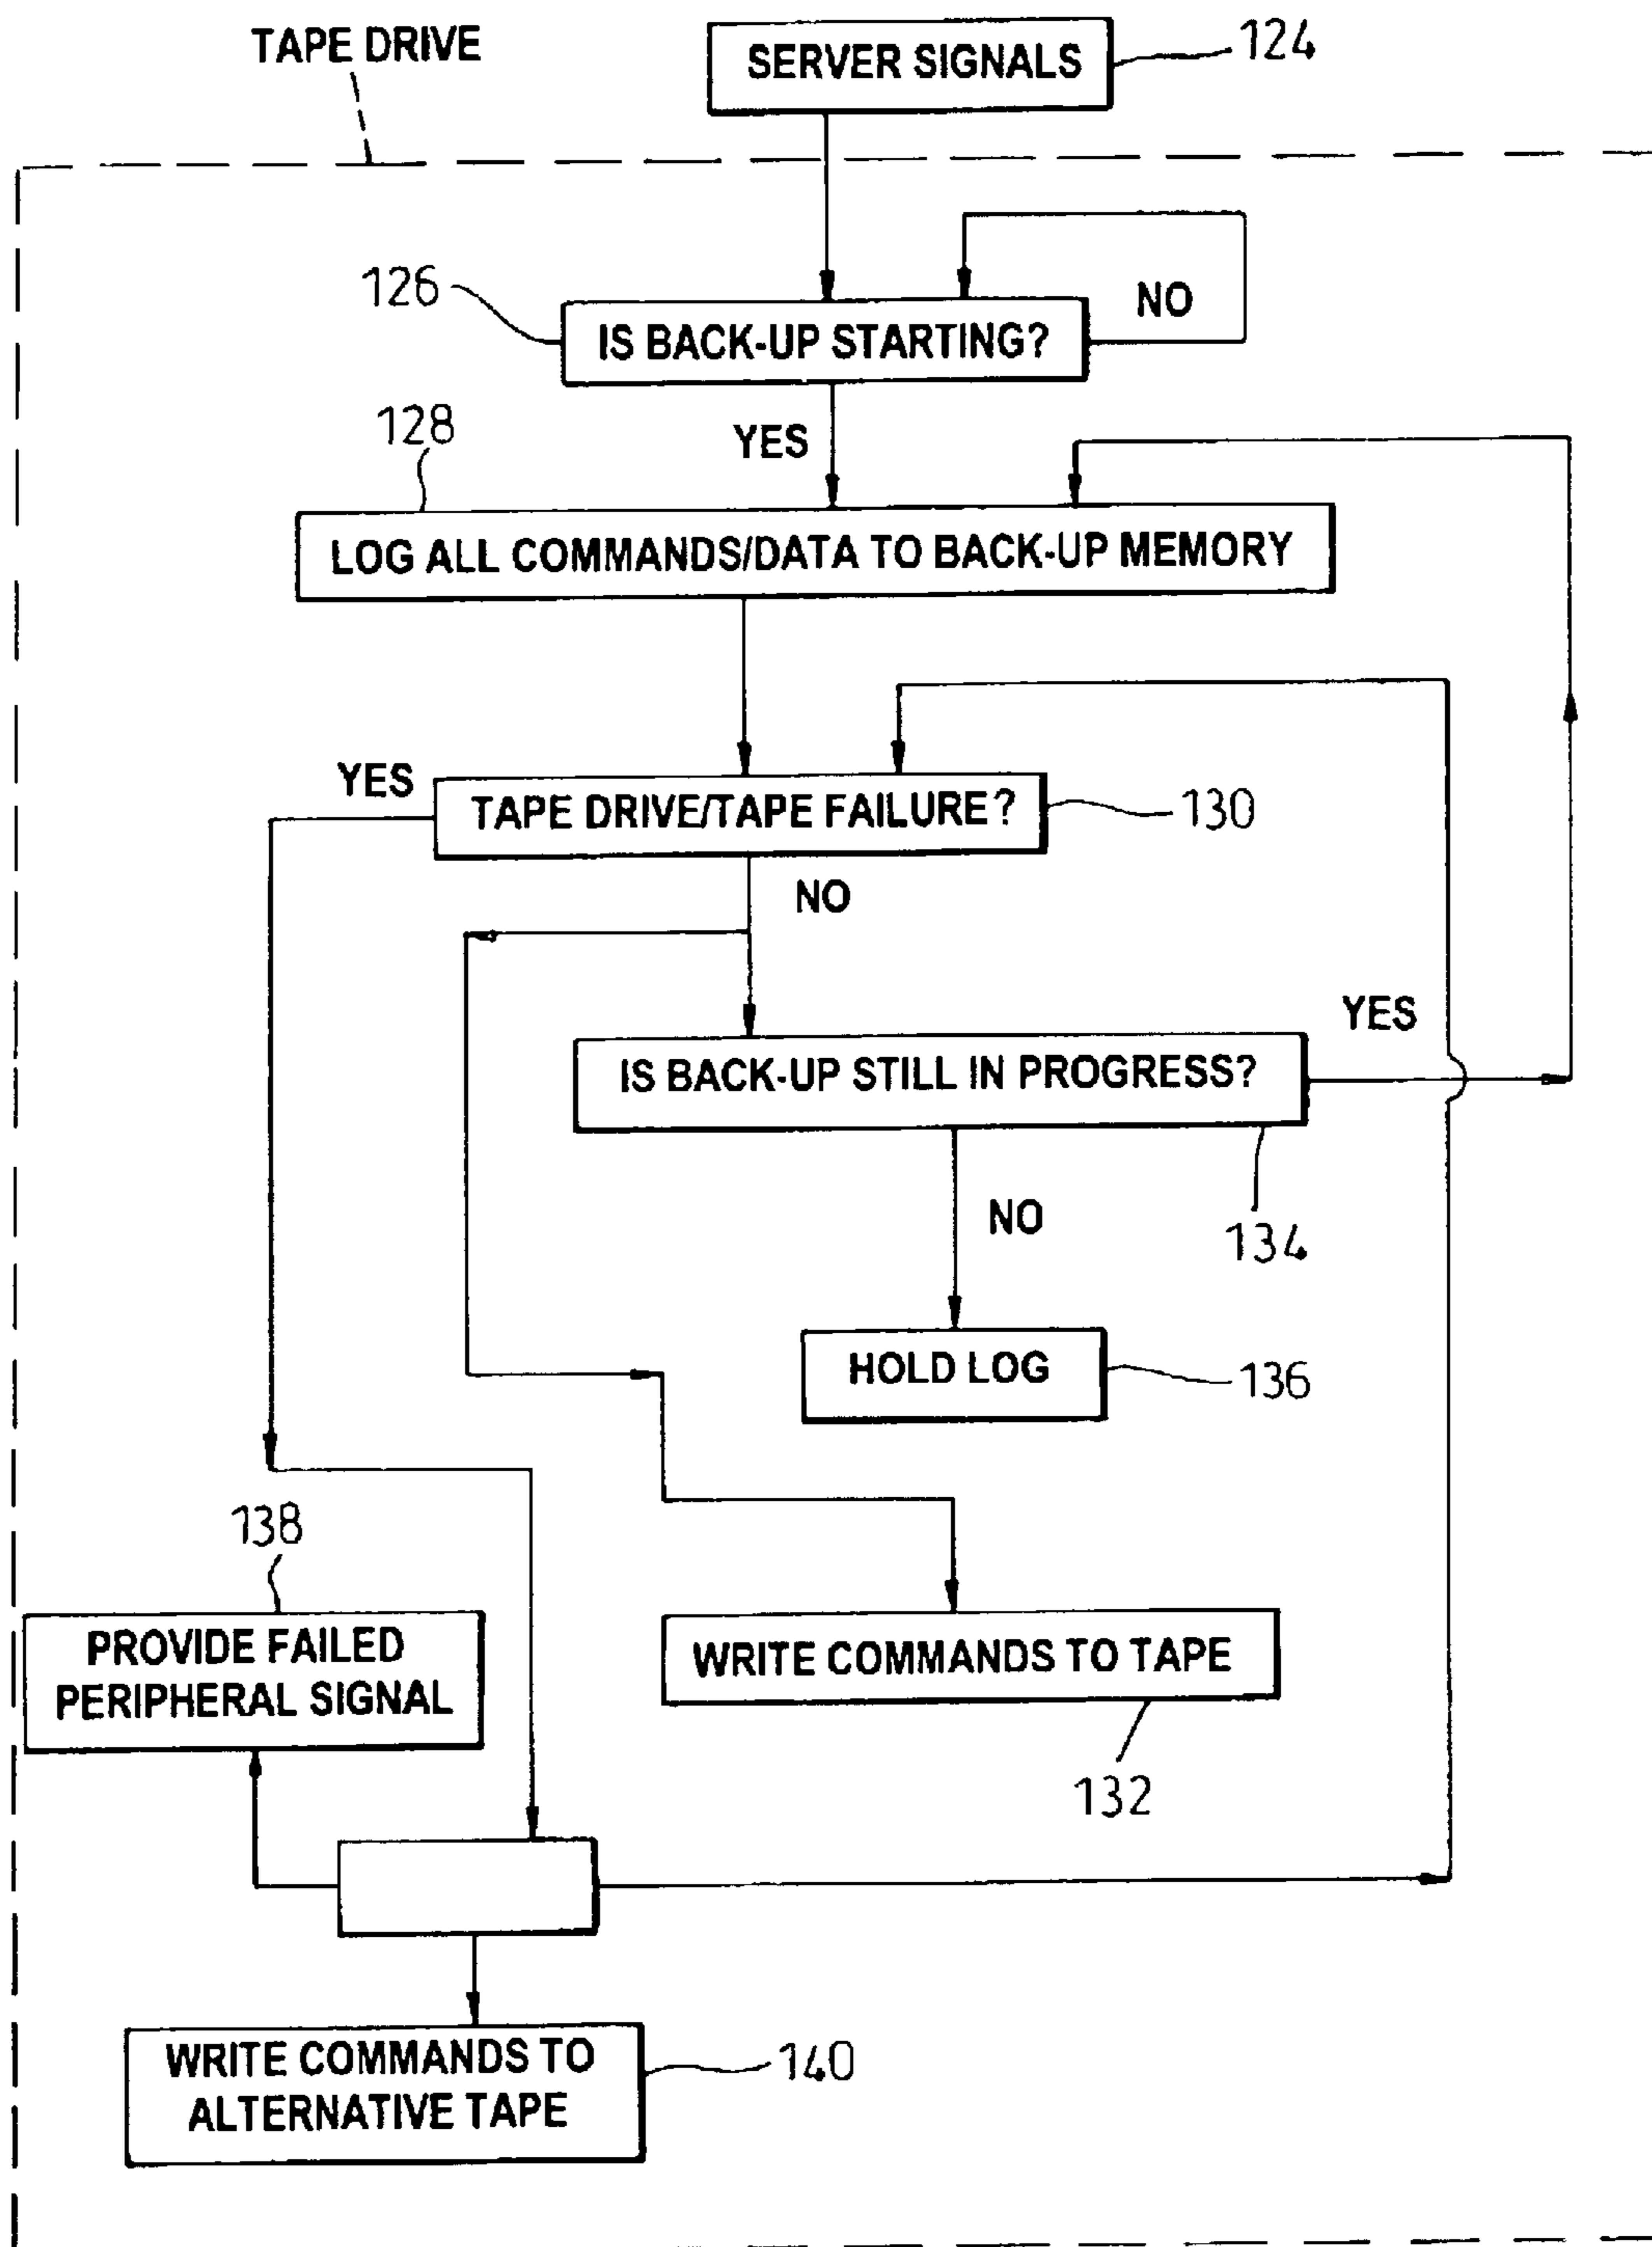 TAPE DRIVE
SERVER SIGNALS
124
126
IS BACK-UP STARTING?
NO
128
YES
LOG ALL COMMANDS/DATA TO BACK-UP MEMORY
YES
TAPE DRIVE/TAPE FAILURE?
130
NO
YES
IS BACK-UP STILL IN PROGRESS?
134
NO
HOLD LOG
136
138
PROVIDE FAILED
PERIPHERAL SIGNAL
WRITE COMMANDS TO TAPE
132
WRITE COMMANDS TO
ALTERNATIVE TAPE
140